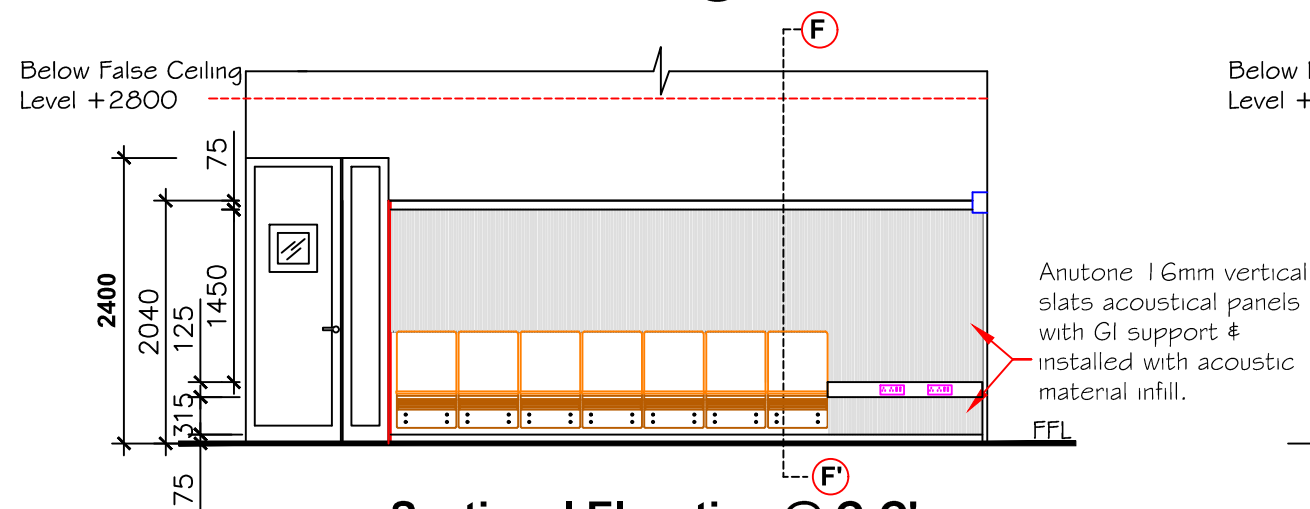 F
Below False Ceiling
Level +2800
Below
Level +
75
2400
2040
125
1450
315
75
Anutone 16mm vertical
slats acoustical panels
with GI support &
installed with acoustic
material infill.
FFL
F'